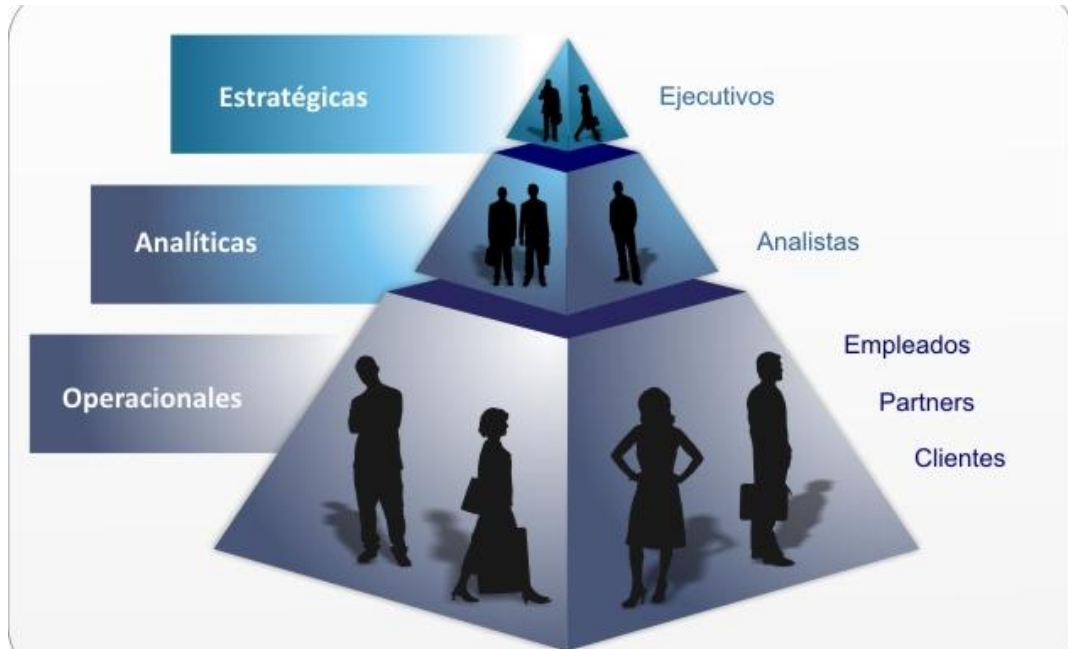 Estratégicas
Ejecutivos
Analíticas
Analistas
Operacionales
Empleados
Partners
Clientes